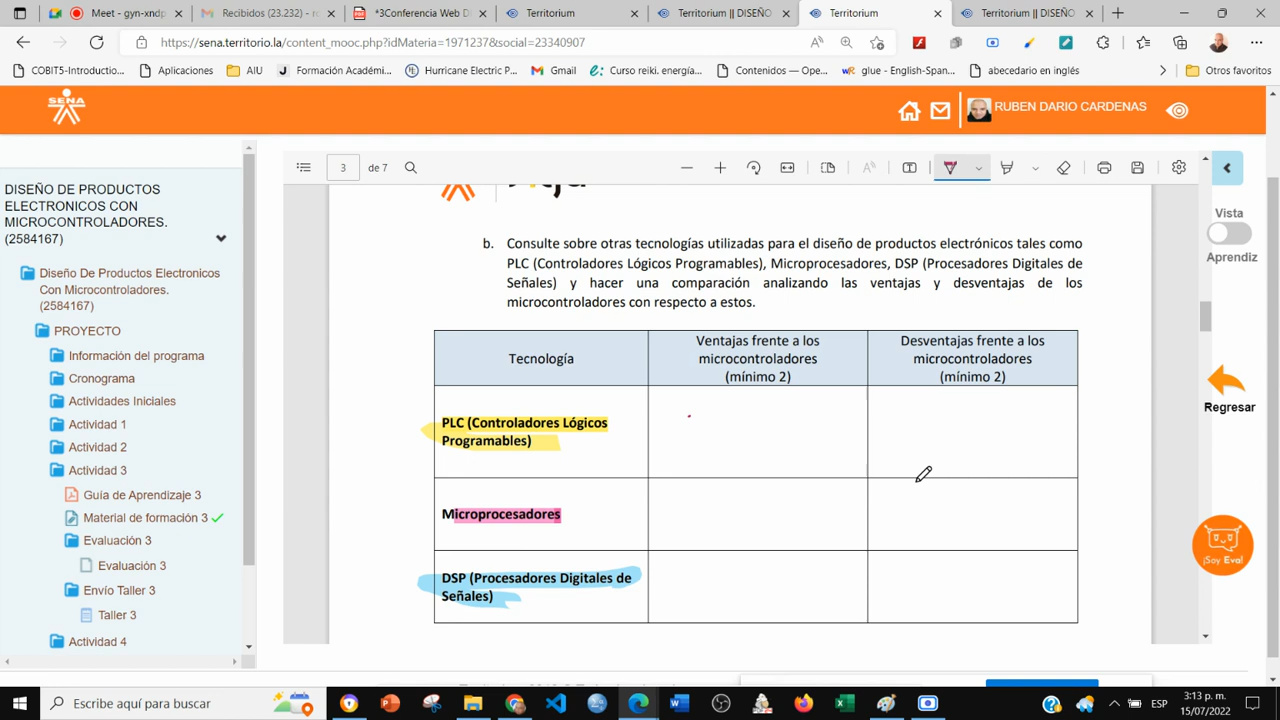 Meet - gyn-xndp
Recibidos (23.232) - r
*3Conferencia Web D
Territorium
Territorium || DISEÑO
Territorium
Territorium || DISEÑO
https://sena.territorio.la/content_mooc.php?idMateria=1971237&social=23340907
COBIT5-Introductio...
Aplicaciones
AIU
Formación Académi...
Hurricane Electric P...
Gmail
Curso reiki. energía...
Contenidos — Ope...
glue - English-Span...
abecedario en inglés
Otros favoritos
SENA
RUBEN DARIO CARDENAS
3
de 7
DISEÑO DE PRODUCTOS
ELECTRONICOS CON
MICROCONTROLADORES.
(2584167)
Diseño De Productos Electronicos
Con Microcontroladores.
(2584167)
PROYECTO
Información del programa
Cronograma
Actividades Iniciales
Actividad 1
Actividad 2
Actividad 3
Guía de Aprendizaje 3
Material de formación 3
Evaluación 3
Evaluación 3
Envío Taller 3
Taller 3
Actividad 4
b. Consulte sobre otras tecnologías utilizadas para el diseño de productos electrónicos tales como
PLC (Controladores Lógicos Programables), Microprocesadores, DSP (Procesadores Digitales de
Señales) y hacer una comparación analizando las ventajas y desventajas de los
microcontroladores con respecto a estos.
Tecnología
Ventajas frente a los
microcontroladores
(mínimo 2)
Desventajas frente a los
microcontroladores
(mínimo 2)
PLC (Controladores Lógicos
Programables)
Microprocesadores
DSP (Procesadores Digitales de
Señales)
Vista
Aprendiz
Regresar
¡Soy Eva!
Escribe aquí para buscar
ESP
3:13 p. m.
15/07/2022